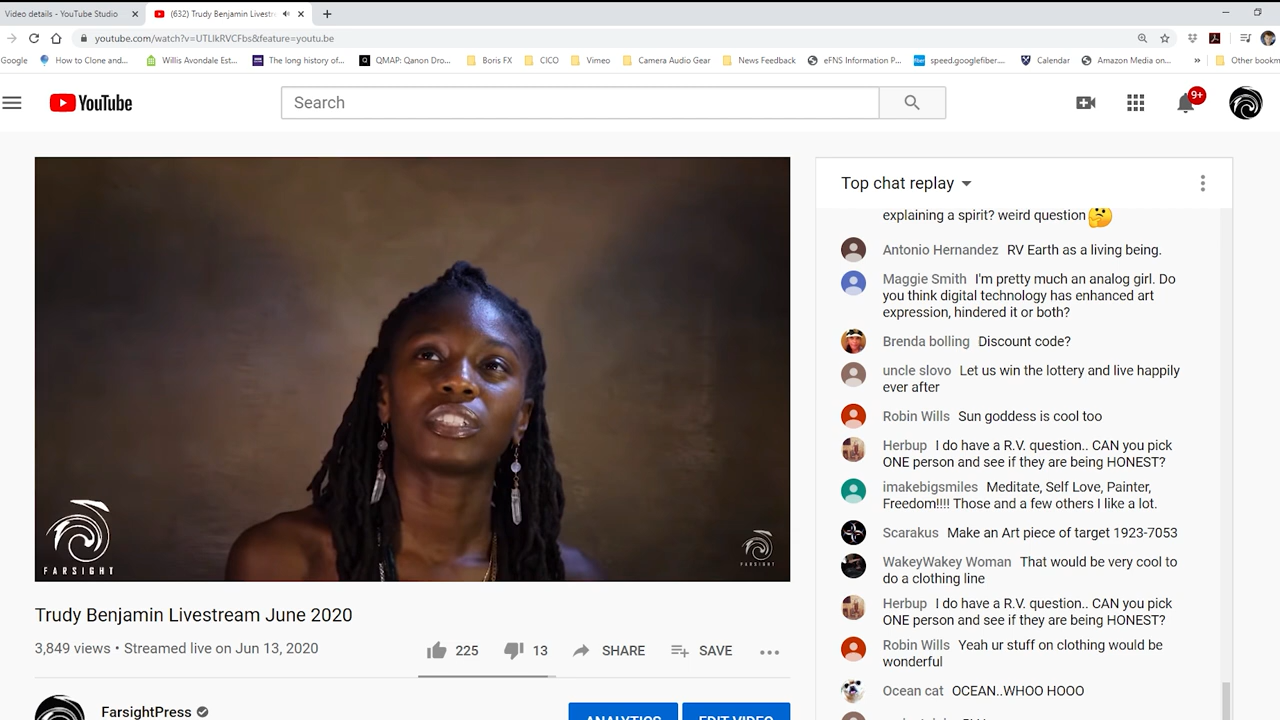 Video details - YouTube Studio
(632) Trudy Benjamin Livestr
youtube.com/watch?v=UTLIkRVCFbs&feature=youtu.be
Google
How to Clone and...
Willis Avondale Est...
The long history of...
QMAP: Qanon Dro...
Boris FX
CICO
Vimeo
Camera Audio Gear
News Feedback
eFNS Information P...
speed.googlefiber....
Calendar
Amazon Media on...
Other bookm
YouTube
Search
9+
FARSIGHT
FARSIGHT
Trudy Benjamin Livestream June 2020
3,849 views • Streamed live on Jun 13, 2020
225
13
SHARE
SAVE
FarsightPress
ANALYTICS
EDIT VIDEO
Top chat replay
explaining a spirit? weird question
Antonio Hernandez RV Earth as a living being.
Maggie Smith I'm pretty much an analog girl. Do
you think digital technology has enhanced art
expression, hindered it or both?
Brenda bolling Discount code?
uncle slovo Let us win the lottery and live happily
ever after
Robin Wills Sun goddess is cool too
Herbup I do have a R.V. question.. CAN you pick
ONE person and see if they are being HONEST?
imakebigsmiles Meditate, Self Love, Painter,
Freedom!!!! Those and a few others I like a lot.
Scarakus Make an Art piece of target 1923-7053
WakeyWakey Woman That would be very cool to
do a clothing line
Herbup I do have a R.V. question.. CAN you pick
ONE person and see if they are being HONEST?
Robin Wills Yeah ur stuff on clothing would be
wonderful
Ocean cat OCEAN..WHOO HOOO